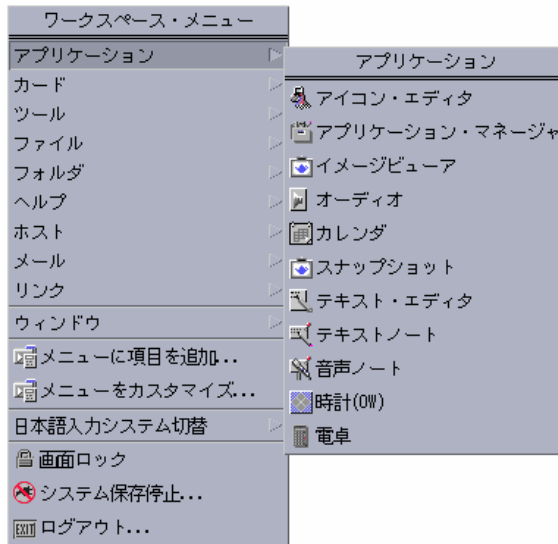 ワークスペース・メニュー
アプリケーション
カード
ツール
ファイル
フォルダ
ヘルプ
ホスト
メール
リンク
ウィンドウ
メニューに項目を追加...
メニューをカスタマイズ...
日本語入力システム切替
画面ロック
システム保存停止...
EXIT ログアウト...
アプリケーション
アイコン・エディタ
アプリケーション・マネージャ
イメージビューア
オーディオ
カレンダ
スナップショット
テキスト・エディタ
テキストノート
音声ノート
時計(OW)
電卓